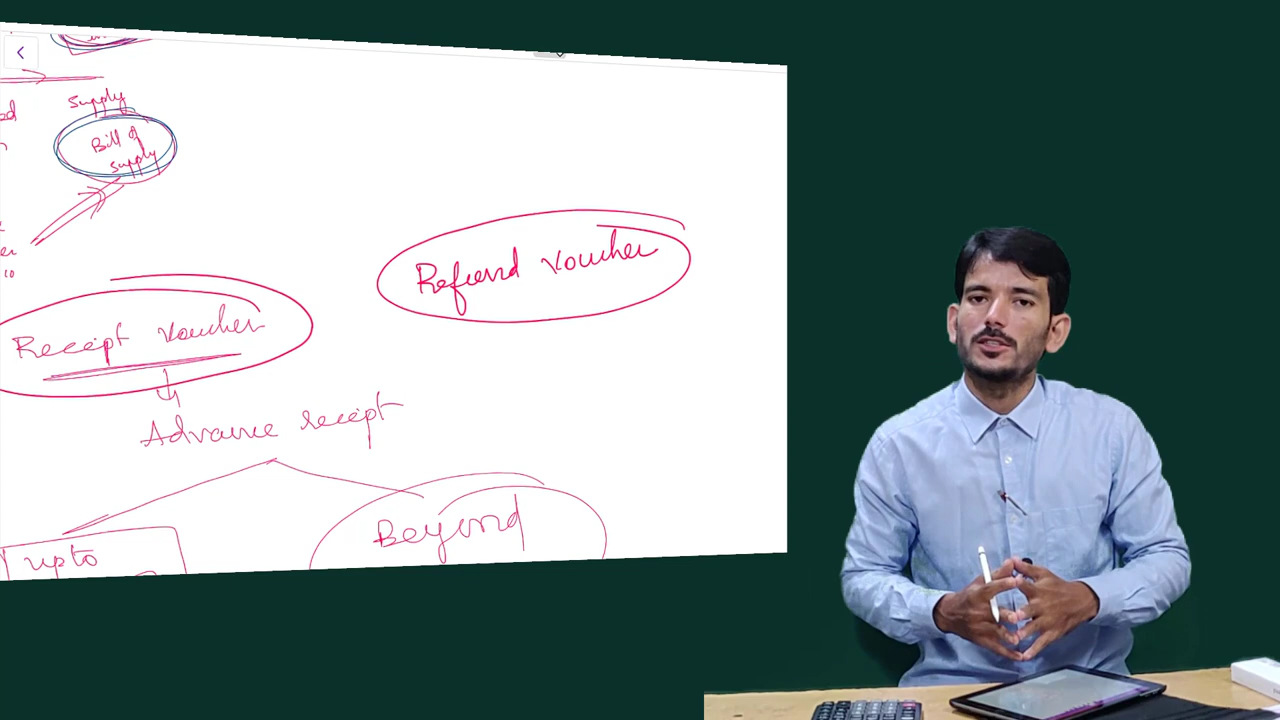 Supply
Bill of
supply
Refund voucher
Receipt voucher
Advance receipt
Beyond
upto